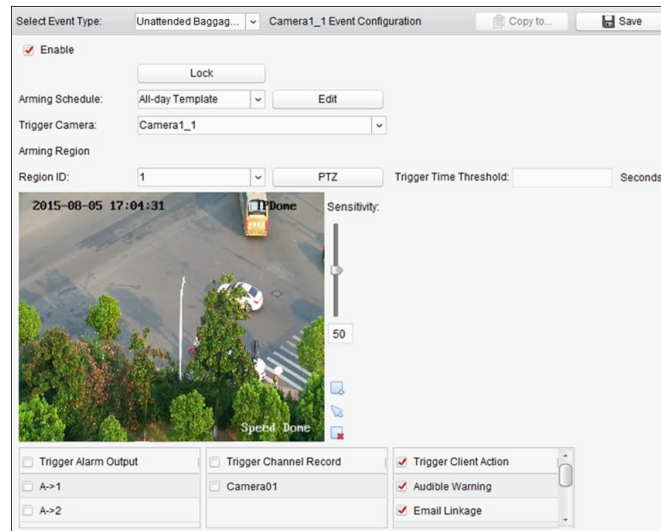 Select Event Type: Unattended Baggag... Camera1_1 Event Configuration Copy to... Save
Enable
Lock
Arming Schedule: All-day Template Edit
Trigger Camera: Camera1_1
Arming Region
Region ID: 1 PTZ Trigger Time Threshold: Seconds
2015-08-05 17:04:31 IPDome Sensitivity:
50
Speed Dome
Trigger Alarm Output Trigger Channel Record Trigger Client Action
A->1 Camera01 Audible Warning
A->2 Email Linkage